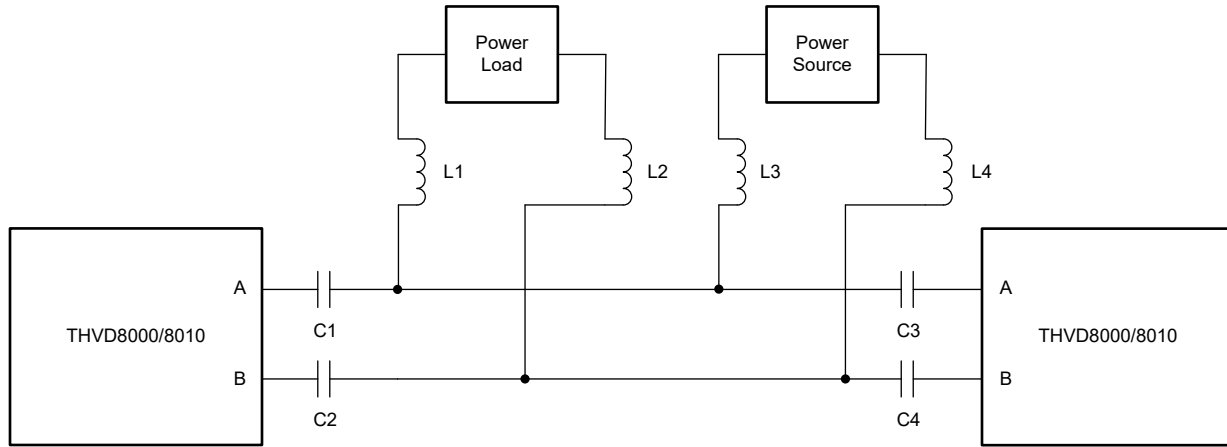 Power
Load
Power
Source
L1
L2
L3
L4
A
A
C1
C3
THVD8000/8010
THVD8000/8010
B
B
C2
C4